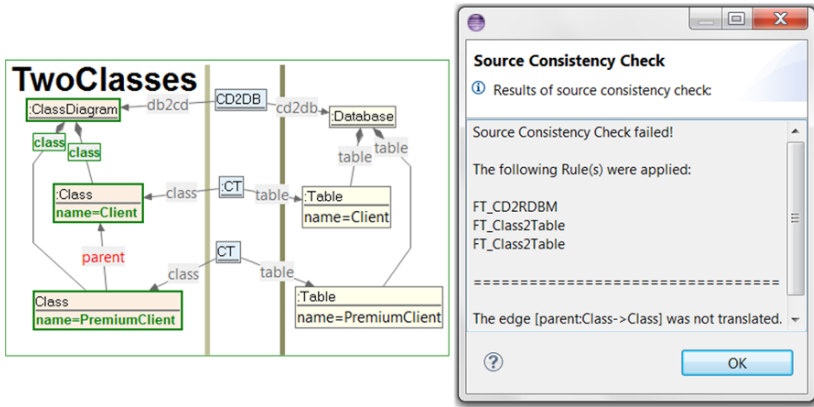 TwoClasses
:ClassDiagram
db2cd
CD2DB
cd2db
:Database
class
class
table
table
:Class
name=Client
class
:CT
table
:Table
name=Client
parent
CT
class
table
Class
name=PremiumClient
:Table
name=PremiumClient
Source Consistency Check
Results of source consistency check:
Source Consistency Check failed!
The following Rule(s) were applied:
FT_CD2RDBM
FT_Class2Table
FT_Class2Table
==================================
The edge [parent:Class->Class] was not translated.
OK